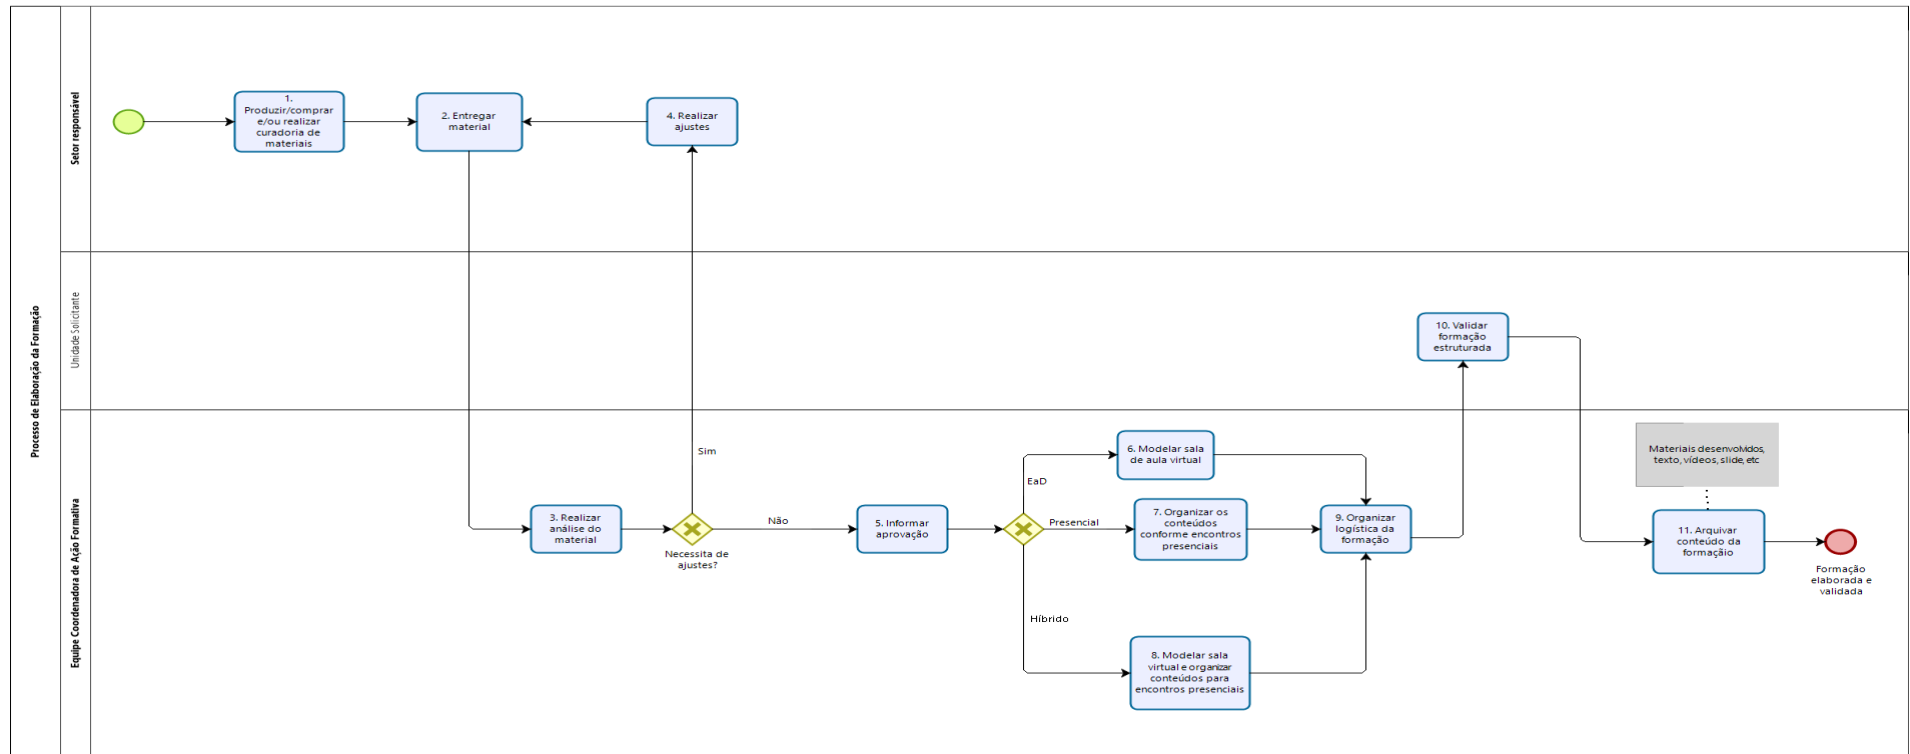 Processo de Elaboração da Formação
Setor responsável
1.
Produzir/comprar
e/ou realizar
curadoria de
materiais
2. Entregar
material
4. Realizar
ajustes
Unidade Solicitante
10. Validar
formação
estruturada
Equipe Coordenadora de Ação Formativa
3. Realizar
análise do
material
Necessita de
ajustes?
Sim
Não
5. Informar
aprovação
EaD
Presencial
Híbrido
6. Modelar sala
de aula virtual
7. Organizar os
conteúdos
conforme encontros
presenciais
8. Modelar sala
virtual e organizar
conteúdos para
encontros presenciais
9. Organizar
logística da
formação
Materiais desenvolvidos,
texto, vídeos, slide, etc
11. Arquivar
conteúdo da
formaçãio
Formação
elaborada e
validada